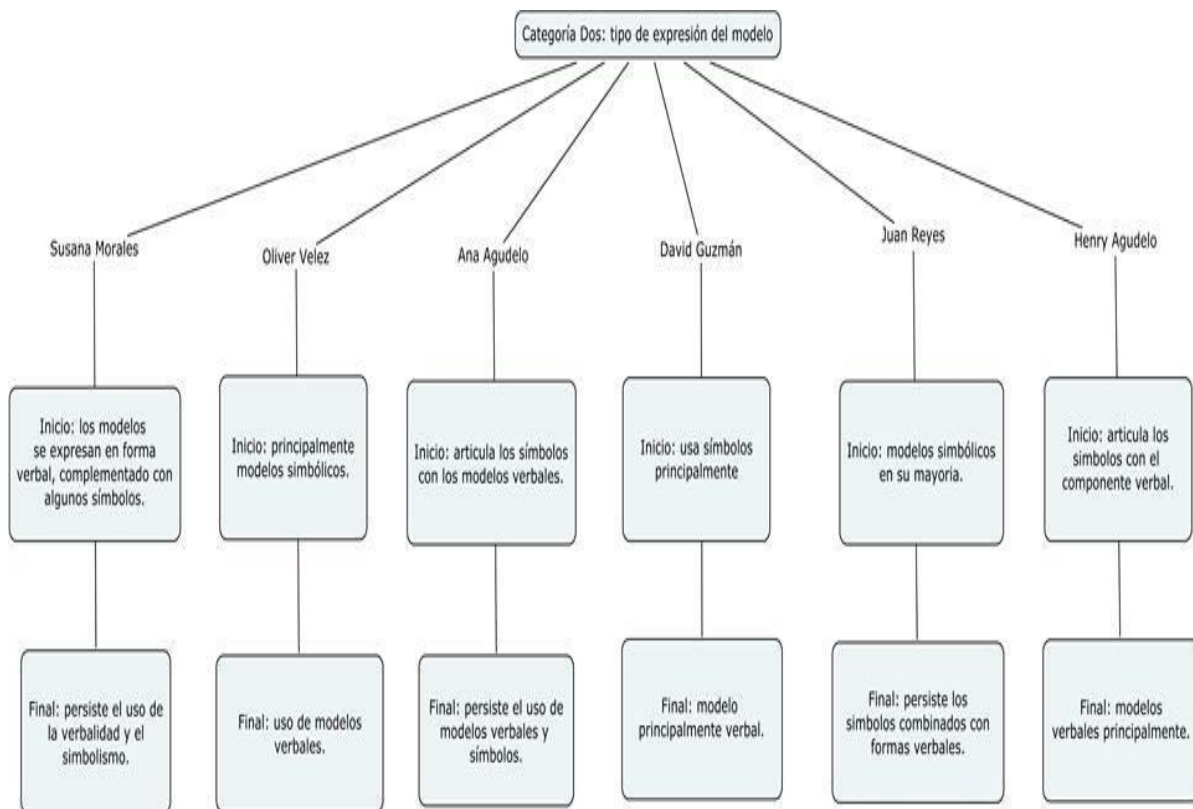 Categoría Dos: tipo de expresión del modelo
Susana Morales
Oliver Velez
Ana Agudelo
David Guzmán
Juan Reyes
Henry Agudelo
Inicio: los modelos
se expresan en forma
verbal, complementado con
algunos símbolos.
Inicio: principalmente
modelos simbólicos.
Inicio: articula los símbolos
con los modelos verbales.
Inicio: usa símbolos
principalmente
Inicio: modelos simbólicos
en su mayoria.
Inicio: articula los
simbolos con el
componente verbal.
Final: persiste el uso de
la verbalidad y el
simbolismo.
Final: uso de modelos
verbales.
Final: persiste el uso de
modelos verbales y
símbolos.
Final: modelo
principalmente verbal.
Final: persiste los
simbolos combinados con
formas verbales.
Final: modelos
verbales principalmente.